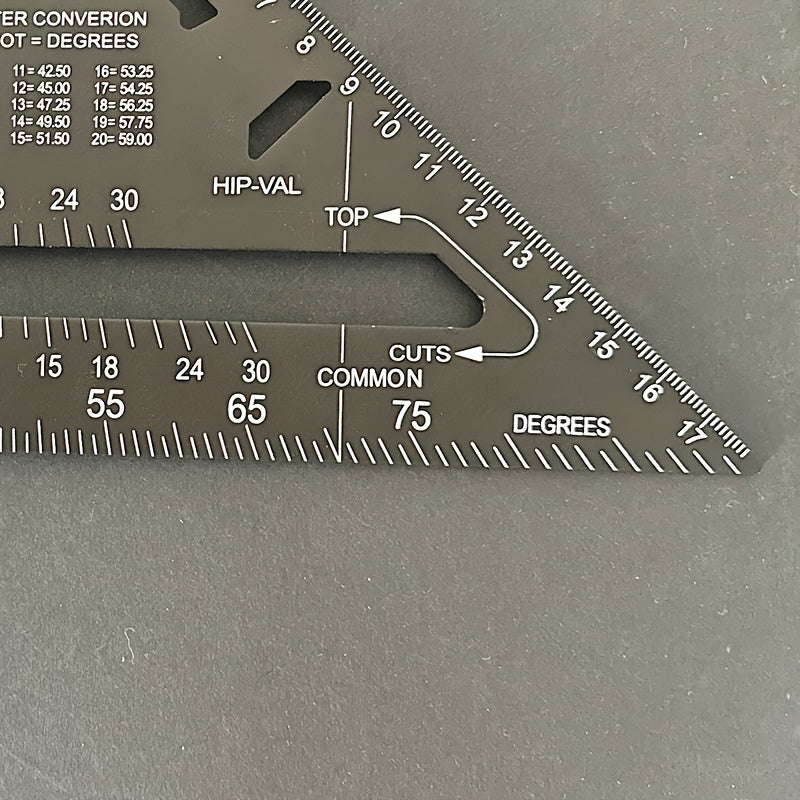 TER CONVERION
OT = DEGREES
11= 42.50 16= 53.25
12= 45.00 17= 54.25
13= 47.25 18= 56.25
14= 49.50 19= 57.75
15= 51.50 20= 59.00
7 8 9 10 11 12 13 14 15 16 17
HIP-VAL
24 30
TOP
CUTS
15 18 24 30
COMMON
55 65 75
DEGREES